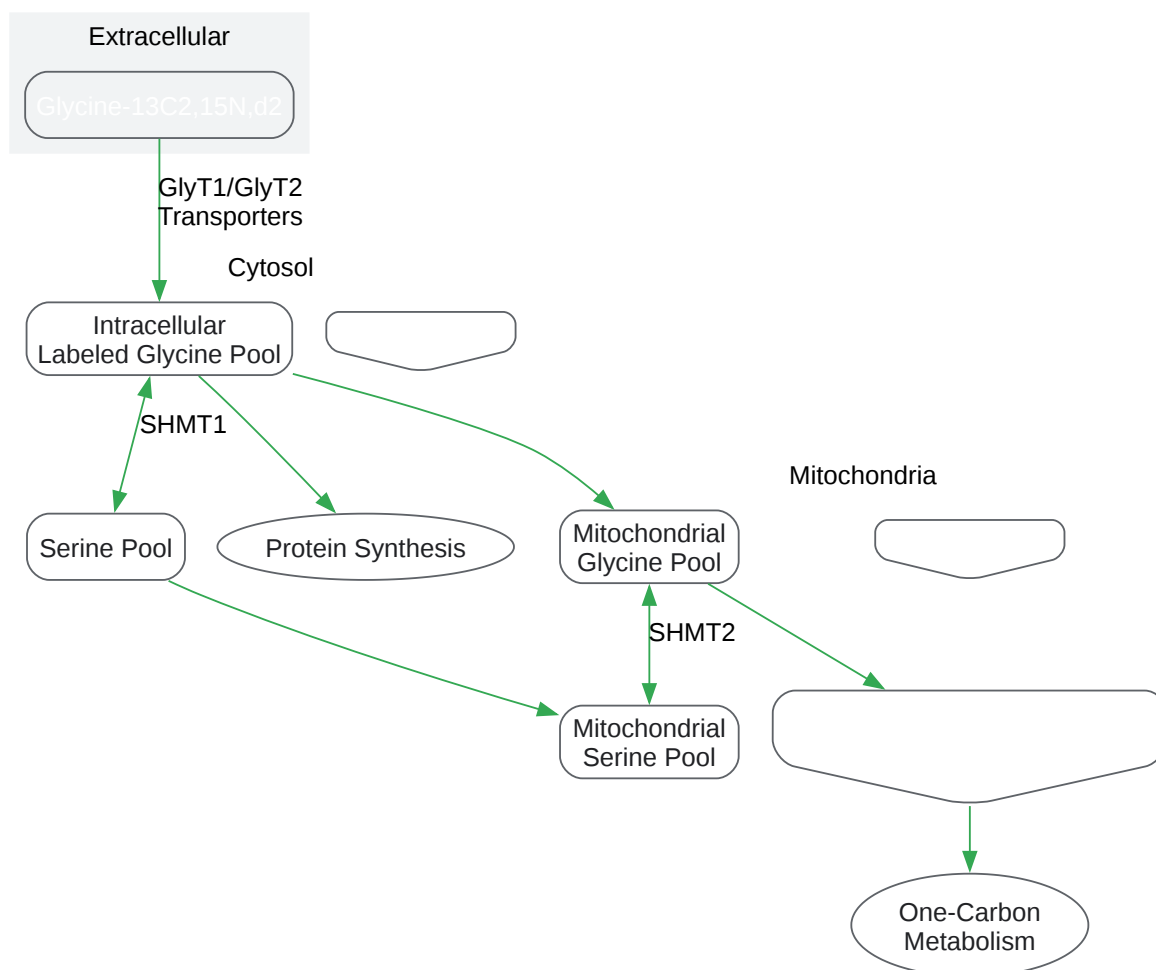 Extracellular
Glycine-13C2,15N,d2
GlyT1/GlyT2
Transporters
Cytosol
Intracellular
Labeled Glycine Pool
SHMT1
Mitochondria
Serine Pool
Protein Synthesis
Mitochondrial
Glycine Pool
SHMT2
Mitochondrial
Serine Pool
One-Carbon
Metabolism